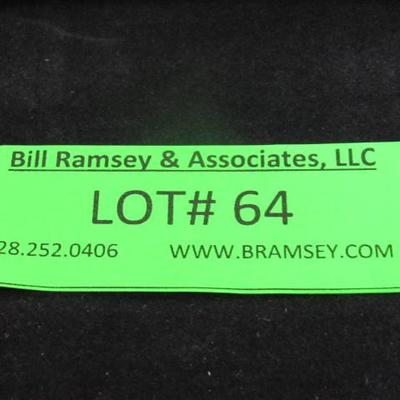 Bill Ramsey & Associates, LLC
LOT# 64
28.252.0406 WWW.BRAMSEY.COM